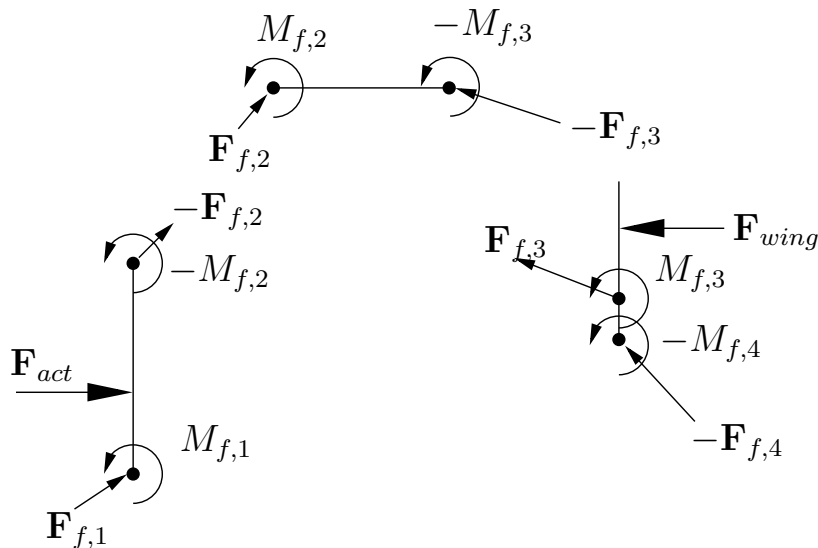 M_{f,2}
−M_{f,3}
F_{f,2}
−F_{f,3}
−F_{f,2}
−M_{f,2}
F_{f,3}
F_{wing}
M_{f,3}
−M_{f,4}
F_{act}
M_{f,1}
−F_{f,4}
F_{f,1}